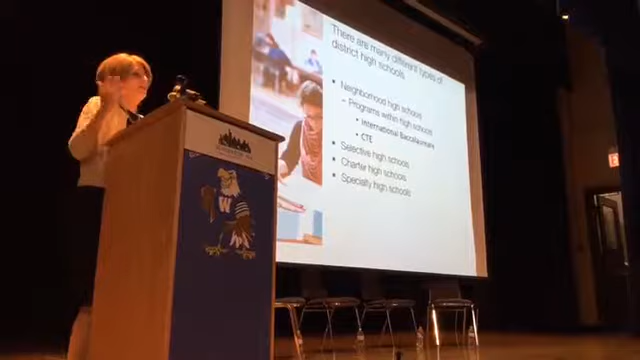 There are many different types of
district high schools.
• Neighborhood high schools
– Programs within high schools
• International Baccalaureate
• CTE
• Selective high schools
• Charter high schools
• Specialty high schools
W